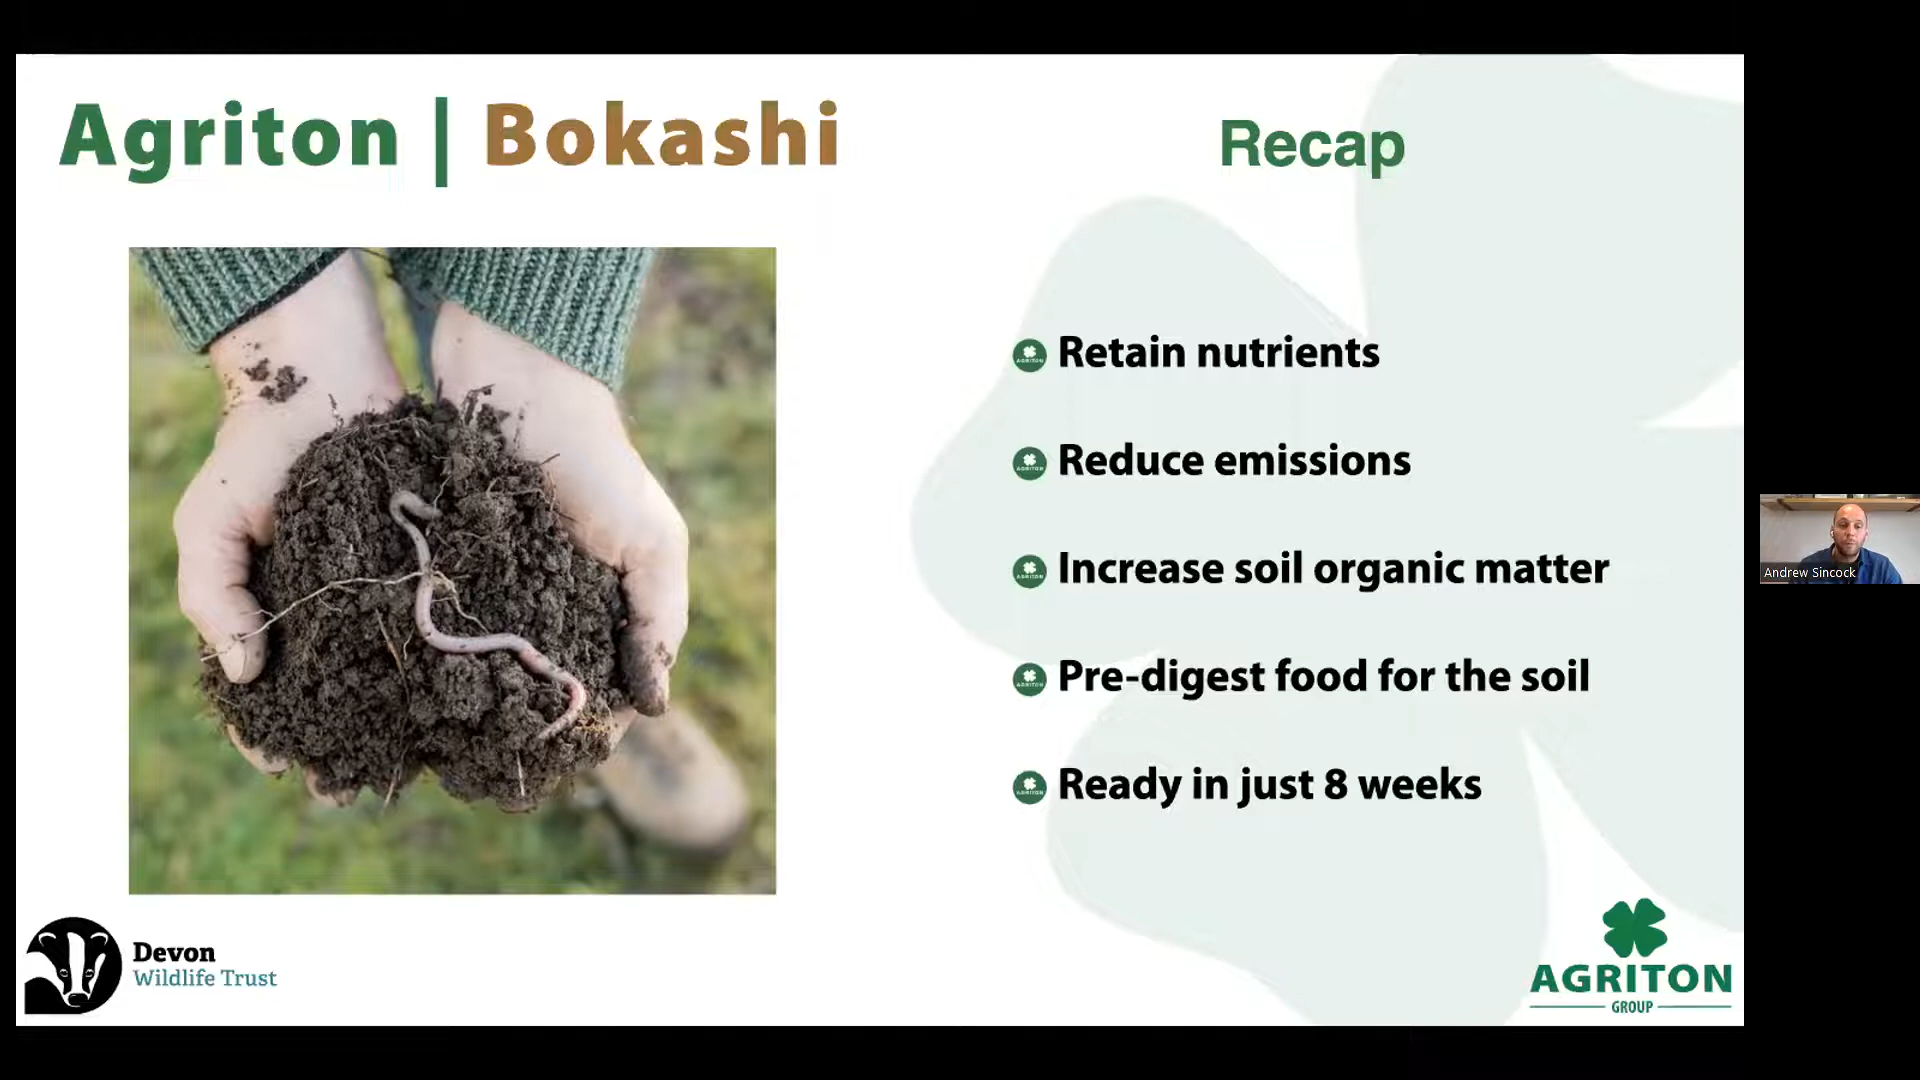 Agriton | Bokashi
Recap
Retain nutrients
Reduce emissions
Increase soil organic matter
Pre-digest food for the soil
Ready in just 8 weeks
Andrew Sincock
Devon
Wildlife Trust
AGRITON
GROUP